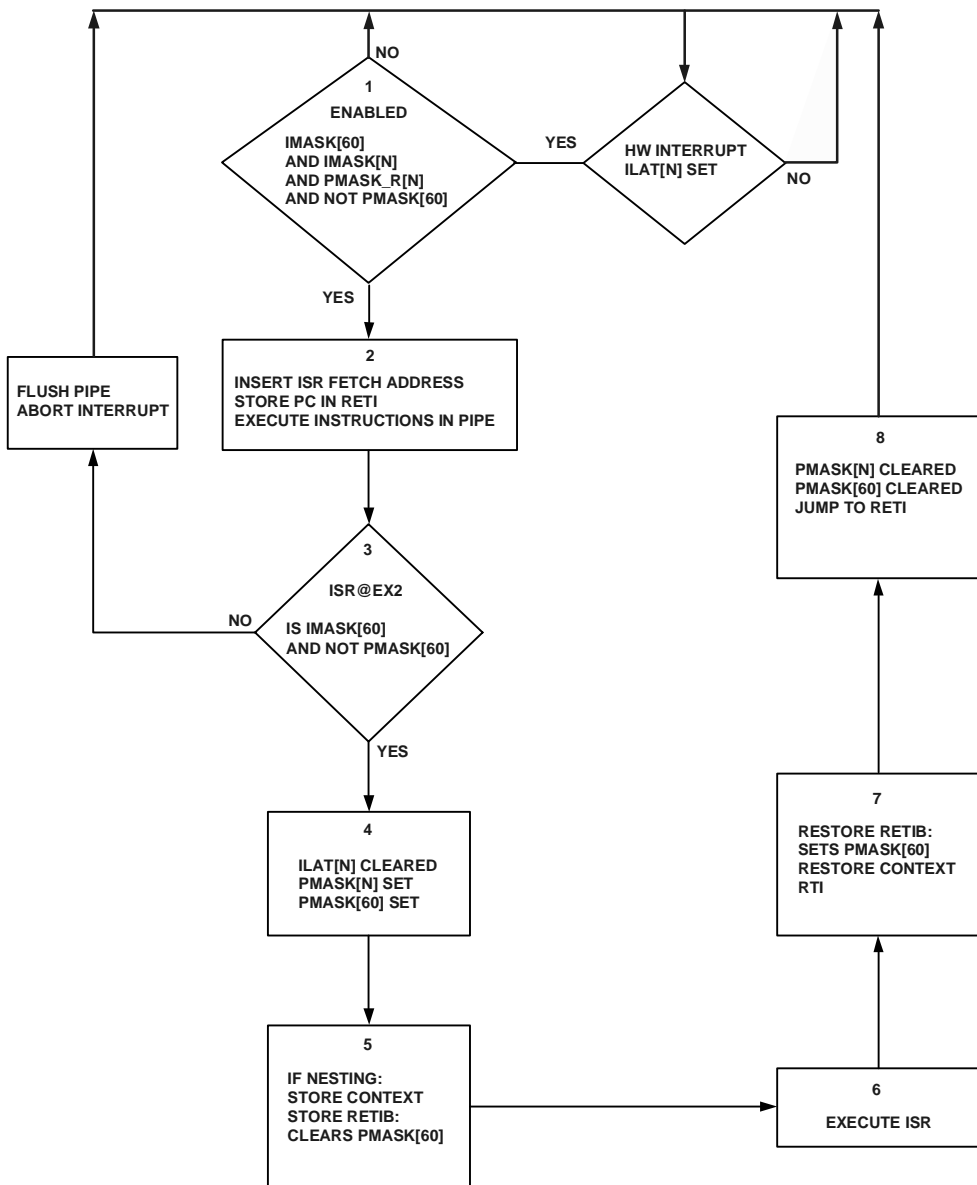 NO
1
ENABLED
IMASK[60]
AND IMASK[N]
AND PMASK_R[N]
AND NOT PMASK[60]
YES
HW INTERRUPT
ILAT[N] SET
NO
YES
2
INSERT ISR FETCH ADDRESS
STORE PC IN RETI
EXECUTE INSTRUCTIONS IN PIPE
FLUSH PIPE
ABORT INTERRUPT
3
ISR@EX2
IS IMASK[60]
AND NOT PMASK[60]
NO
YES
4
ILAT[N] CLEARED
PMASK[N] SET
PMASK[60] SET
5
IF NESTING:
STORE CONTEXT
STORE RETIB:
CLEARS PMASK[60]
6
EXECUTE ISR
7
RESTORE RETIB:
SETS PMASK[60]
RESTORE CONTEXT
RTI
8
PMASK[N] CLEARED
PMASK[60] CLEARED
JUMP TO RETI